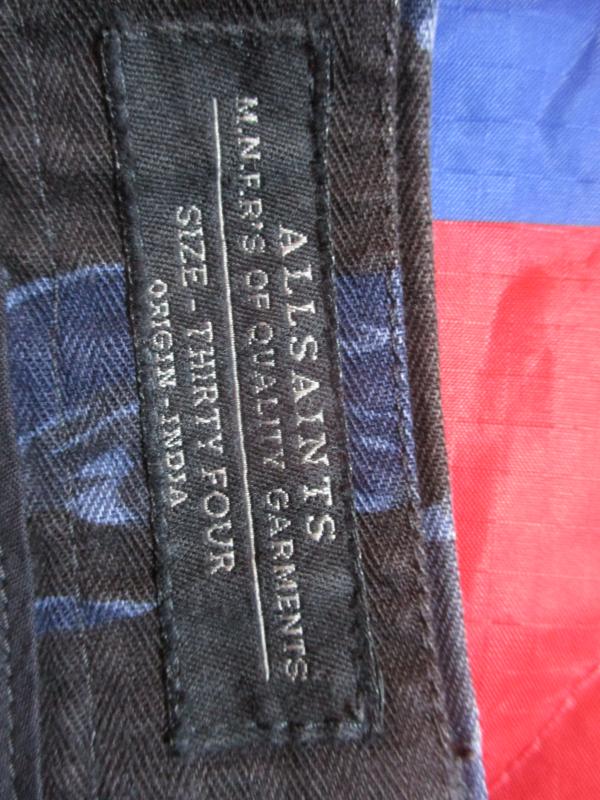 ALLSAINTS
M.N.F.R'S OF QUALITY GARMENTS
SIZE - THIRTY FOUR
ORIGIN - INDIA